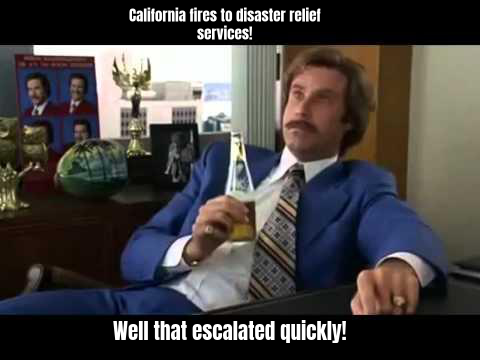 California fires to disaster relief
services!
Well that escalated quickly!